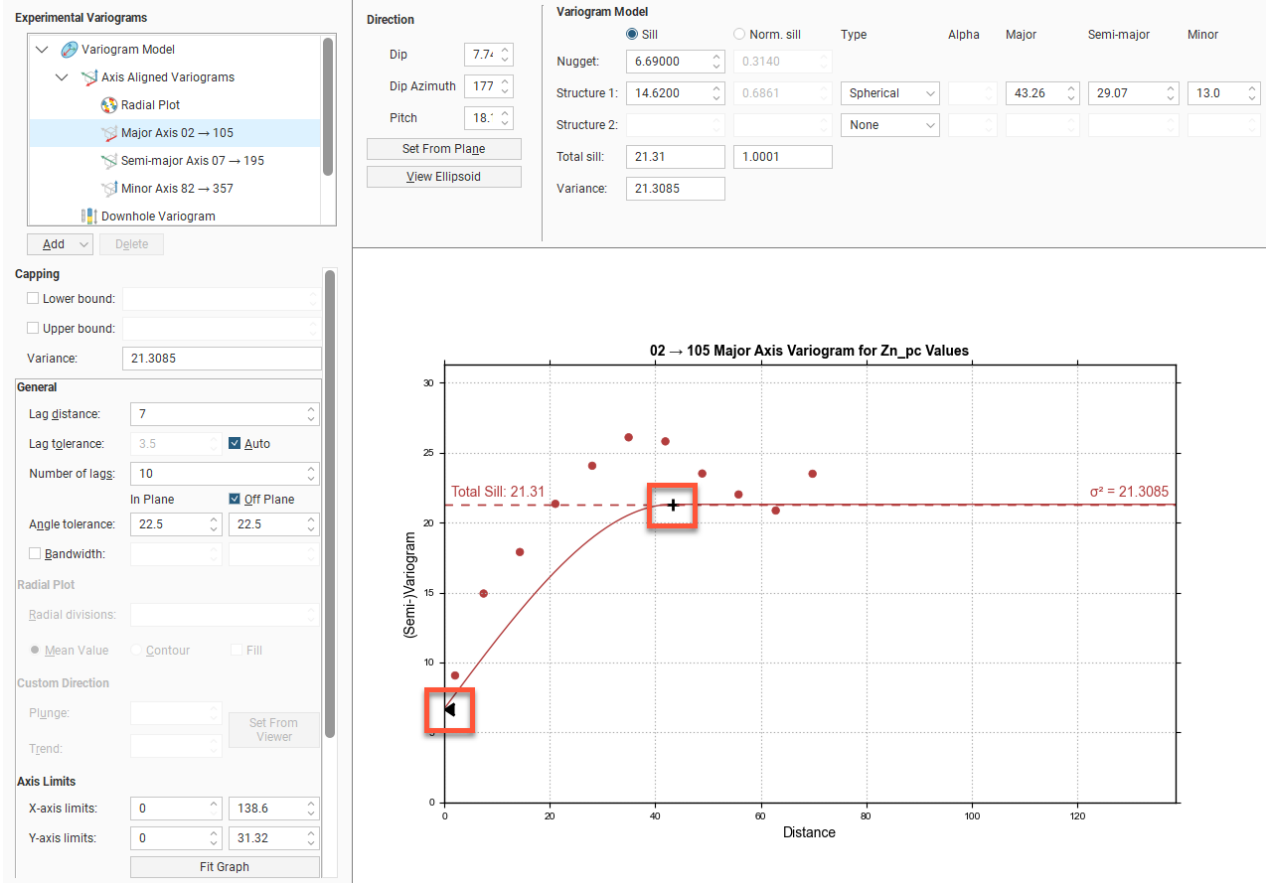 Experimental Variograms
Variogram Model
Axis Aligned Variograms
Radial Plot
Major Axis 02 → 105
Semi-major Axis 07 → 195
Minor Axis 82 → 357
Downhole Variogram
Add
Delete
Capping
Lower bound:
Upper bound:
Variance: 21.3085
General
Lag distance: 7
Lag tolerance: 3.5 Auto
Number of lags: 10
In Plane Off Plane
Angle tolerance: 22.5 22.5
Bandwidth:
Radial Plot
Radial divisions:
Mean Value Contour Fill
Custom Direction
Plunge:
Set From
Viewer
Trend:
Axis Limits
X-axis limits: 0 138.6
Y-axis limits: 0 31.32
Fit Graph
Direction
Dip 7.74
Dip Azimuth 177
Pitch 18.
Set From Plane
View Ellipsoid
Variogram Model
Sill Norm. sill Type Alpha Major Semi-major Minor
Nugget: 6.69000 0.3140
Structure 1: 14.6200 0.6861 Spherical 43.26 29.07 13.0
Structure 2: None
Total sill: 21.31 1.0001
Variance: 21.3085
02 → 105 Major Axis Variogram for Zn_pc Values
30
25
Total Sill: 21.31 σ² = 21.3085
20
15
10
0
(Semi-)Variogram
0 20 40 60 80 100 120
Distance